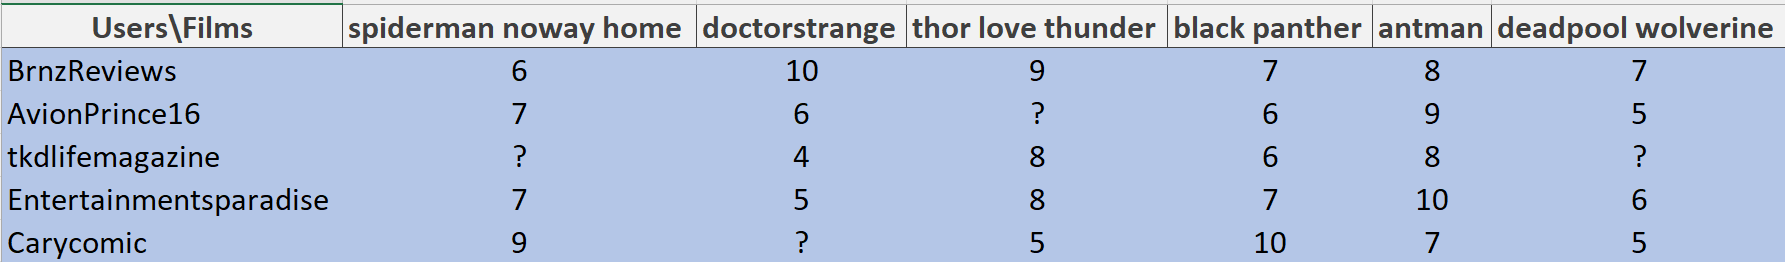 Users\Films spiderman noway home doctorstrange thor love thunder black panther antman deadpool wolverine
BrnzReviews 6 10 9 7 8 7
AvionPrince16 7 6 ? 6 9 5
tkdlifemagazine ? 4 8 6 8 ?
Entertainmentsparadise 7 5 8 7 10 6
Carycomic 9 ? 5 10 7 5